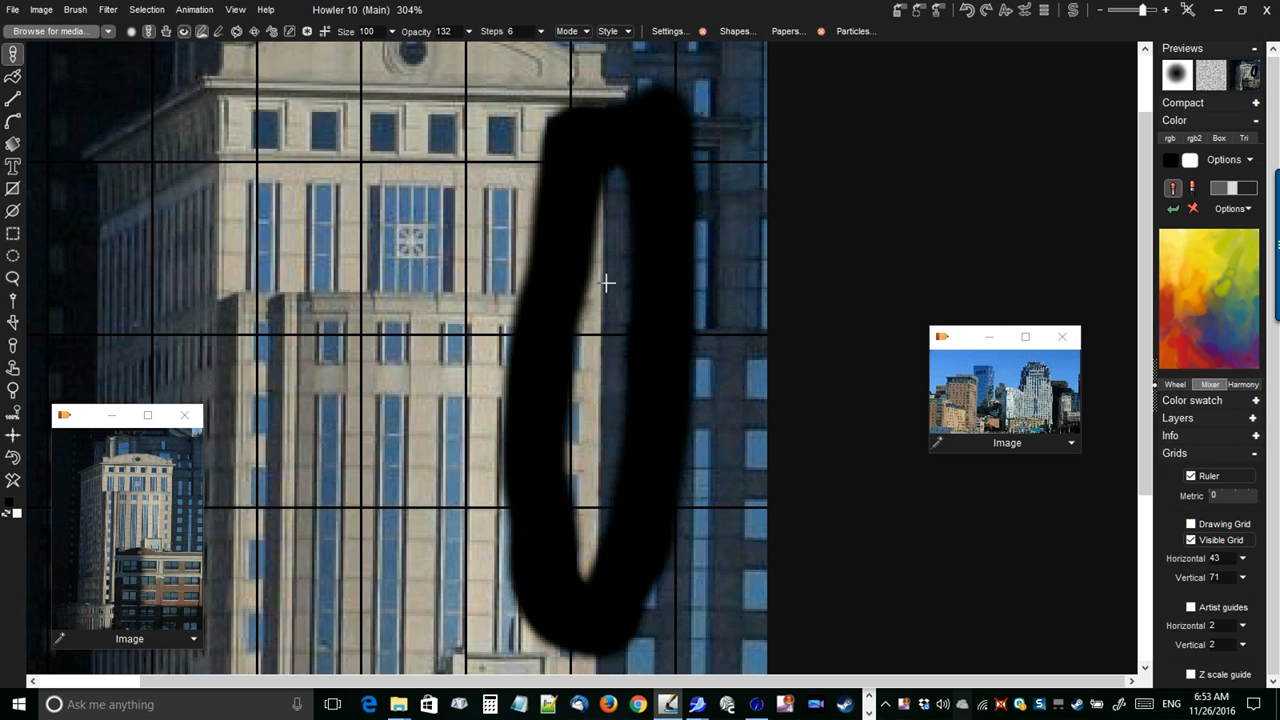 Image Brush Filter Selection Animation View Help Howler 10 (Main) 304%
Browse for media... Size 100 Opacity 132 Steps 6 Mode Style Settings... Shapes... Papers... Particles...
Previews
Compact
Color
rgb rgb2 Box Tri
Options
Options
Wheel Mixer Harmony
Color swatch
Layers
Info
Grids
Ruler
Metric 0
Drawing Grid
Visible Grid
Horizontal 43
Vertical 71
Artist guides
Horizontal 2
Vertical 2
Z scale guide
Image
Image
100%
Ask me anything
ENG
6:53 AM
11/26/2016